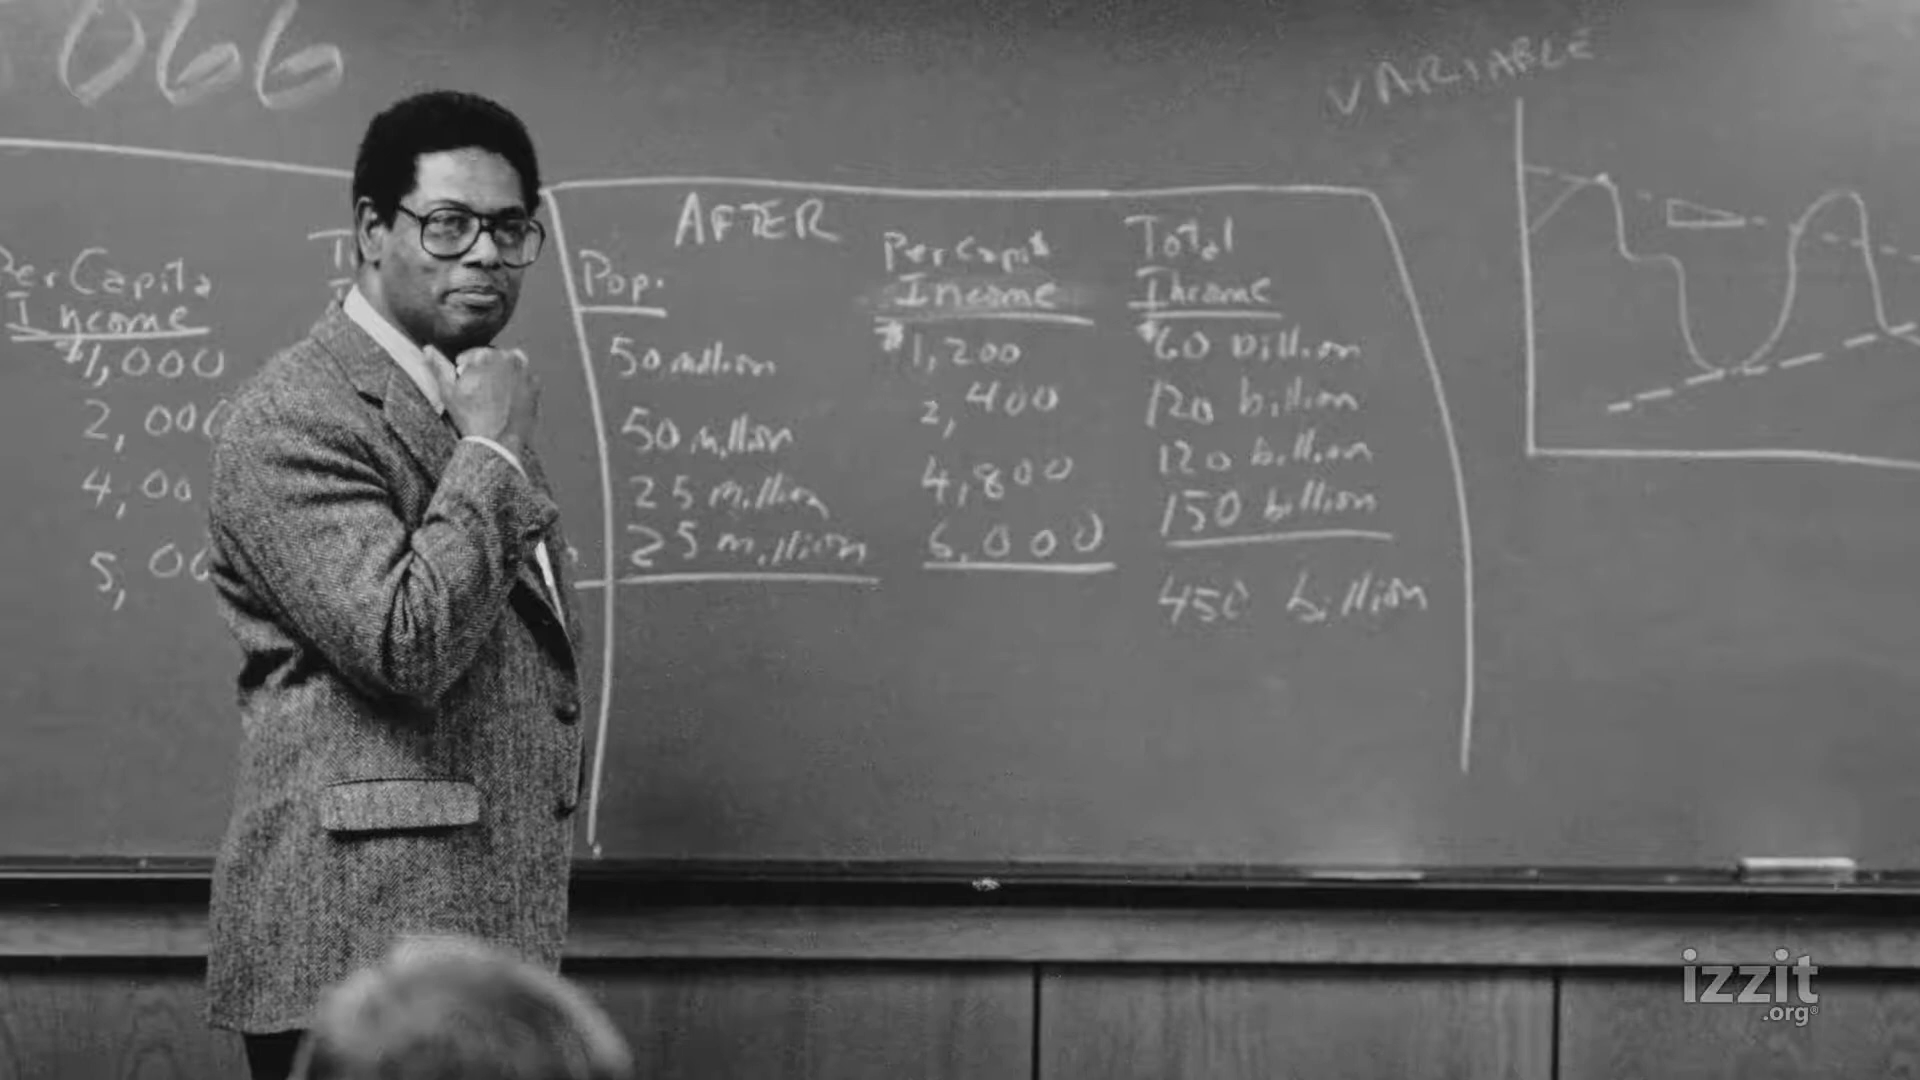 066
VARIABLE
Per Capita
Income
$1,000
2,00
4,00
5,00
AFTER
Pop.
Per Capita
Income
Total
Income
50 million
$1,200
$60 billion
50 million
2,400
120 billion
25 million
4,800
120 billion
25 million
6,000
150 billion
450 billion
izzit
.org®